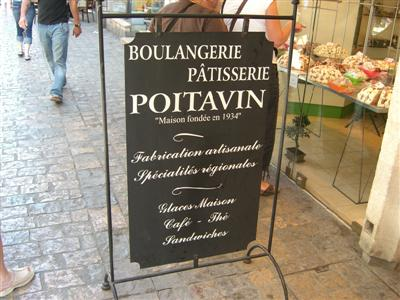 BOULANGERIE
PÂTISSERIE
POITAVIN
"Maison fondée en 1934"
Fabrication artisanale
Spécialités régionales
Glaces Maison
Café - Thé
Sandwiches